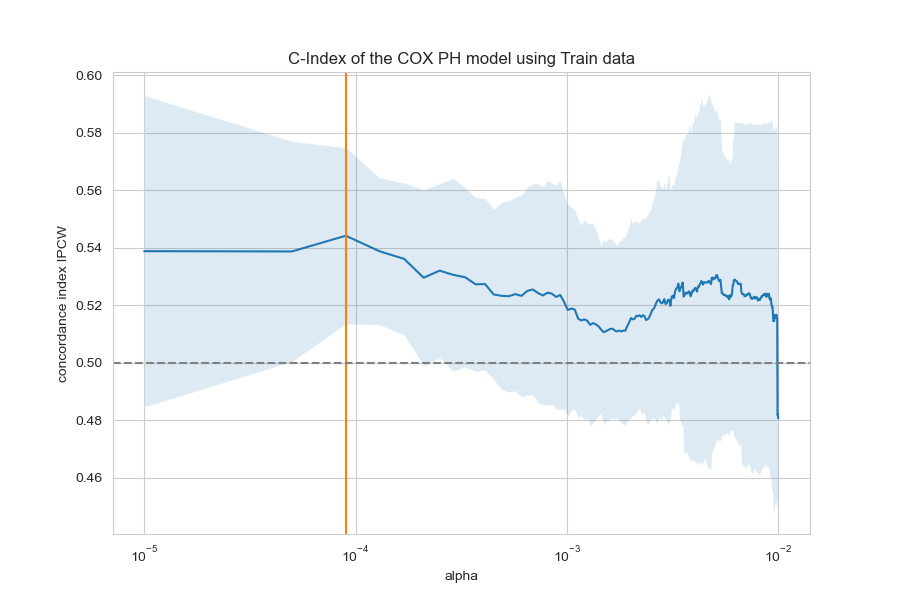 C-Index of the COX PH model using Train data
concordance index IPCW
0.60
0.58
0.56
0.54
0.52
0.50
0.48
0.46
10⁻⁵ 10⁻⁴ 10⁻³ 10⁻²
alpha